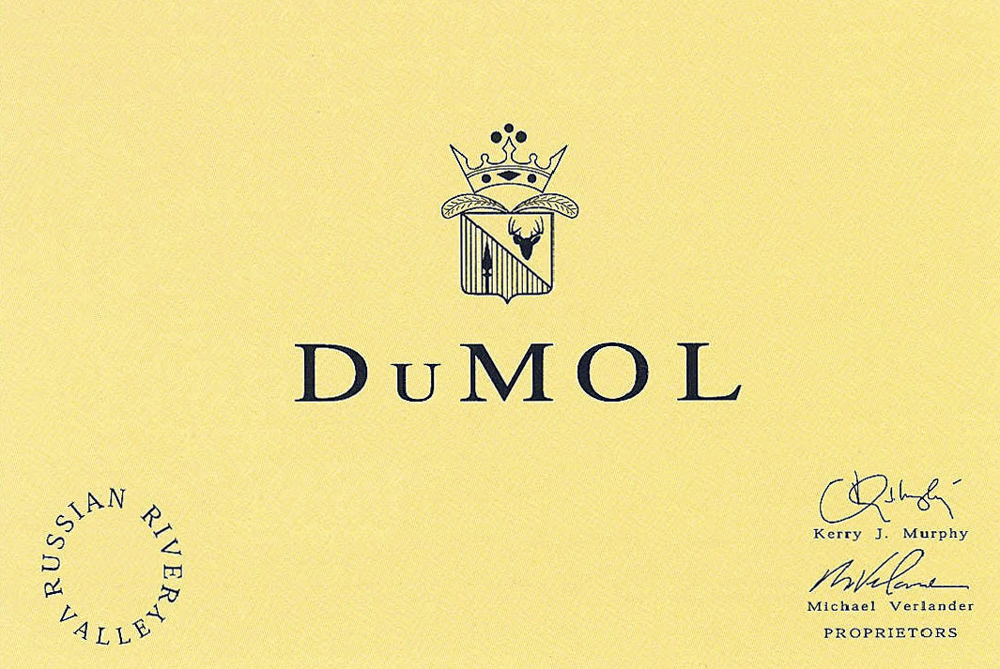 DUMOL
RUSSIAN RIVER VALLEY
Kerry J. Murphy
Michael Verlander
PROPRIETORS